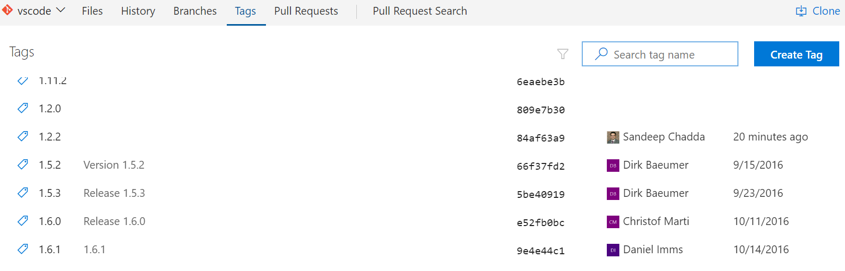 vscode Files History Branches Tags Pull Requests Pull Request Search Clone
Tags Search tag name Create Tag
1.11.2 6eaebe3b
1.2.0 809e7b30
1.2.2 84af63a9 Sandeep Chadda 20 minutes ago
1.5.2 Version 1.5.2 66f37fd2 Dirk Baeumer 9/15/2016
1.5.3 Release 1.5.3 5be40919 Dirk Baeumer 9/23/2016
1.6.0 Release 1.6.0 e52fb0bc CM Christof Marti 10/11/2016
1.6.1 1.6.1 9e4e44c1 Daniel Imms 10/14/2016